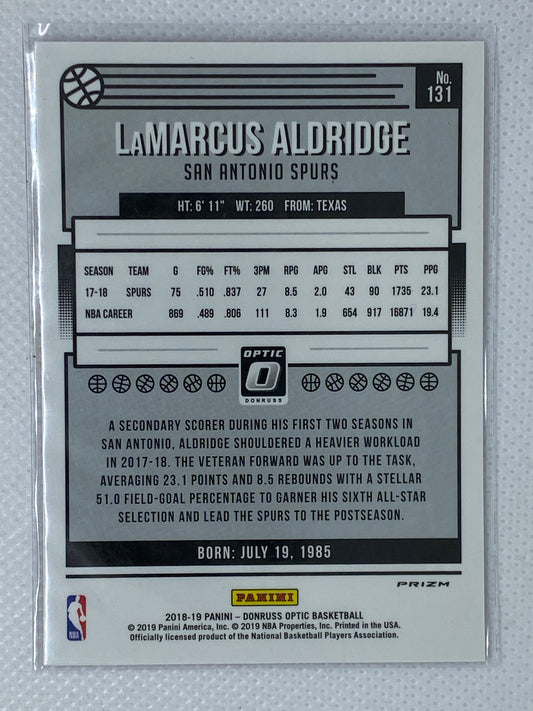 No.
131
LaMARCUS ALDRIDGE
SAN ANTONIO SPURS
HT: 6' 11" WT: 260 FROM: TEXAS
SEASON TEAM G FG% FT% 3PM RPG APG STL BLK PTS PPG
17-18 SPURS 75 .510 .837 27 8.5 2.0 43 90 1735 23.1
NBA CAREER 869 .489 .806 111 8.3 1.9 654 917 16871 19.4
OPTIC
DONRUSS
A SECONDARY SCORER DURING HIS FIRST TWO SEASONS IN
SAN ANTONIO, ALDRIDGE SHOULDERED A HEAVIER WORKLOAD
IN 2017-18. THE VETERAN FORWARD WAS UP TO THE TASK,
AVERAGING 23.1 POINTS AND 8.5 REBOUNDS WITH A STELLAR
51.0 FIELD-GOAL PERCENTAGE TO GARNER HIS SIXTH ALL-STAR
SELECTION AND LEAD THE SPURS TO THE POSTSEASON.
BORN: JULY 19, 1985
PRIZM
PANINI
NBA
2018-19 PANINI – DONRUSS OPTIC BASKETBALL
© 2019 Panini America, Inc. © 2019 NBA Properties, Inc. Printed in the USA.
Officially licensed product of the National Basketball Players Association.